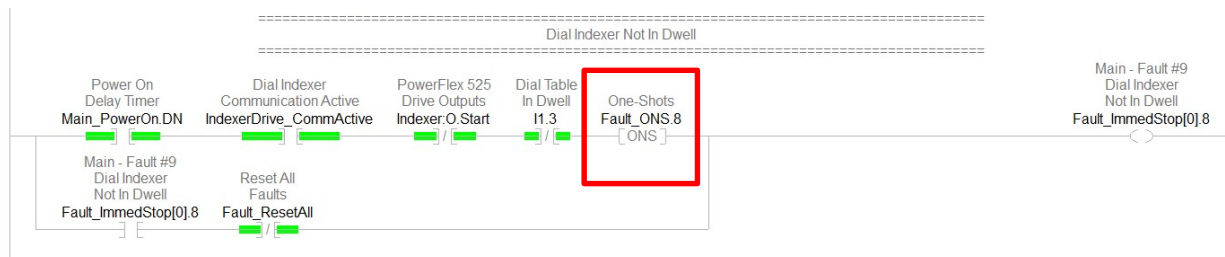 Dial Indexer Not In Dwell
Power On
Delay Timer
Main_PowerOn.DN
Dial Indexer
Communication Active
IndexerDrive_CommActive
PowerFlex 525
Drive Outputs
Indexer:O.Start
Dial Table
In Dwell
I1.3
One-Shots
Fault_ONS.8
ONS
Main - Fault #9
Dial Indexer
Not In Dwell
Fault_ImmedStop[0].8
Main - Fault #9
Dial Indexer
Not In Dwell
Fault_ImmedStop[0].8
Reset All
Faults
Fault_ResetAll